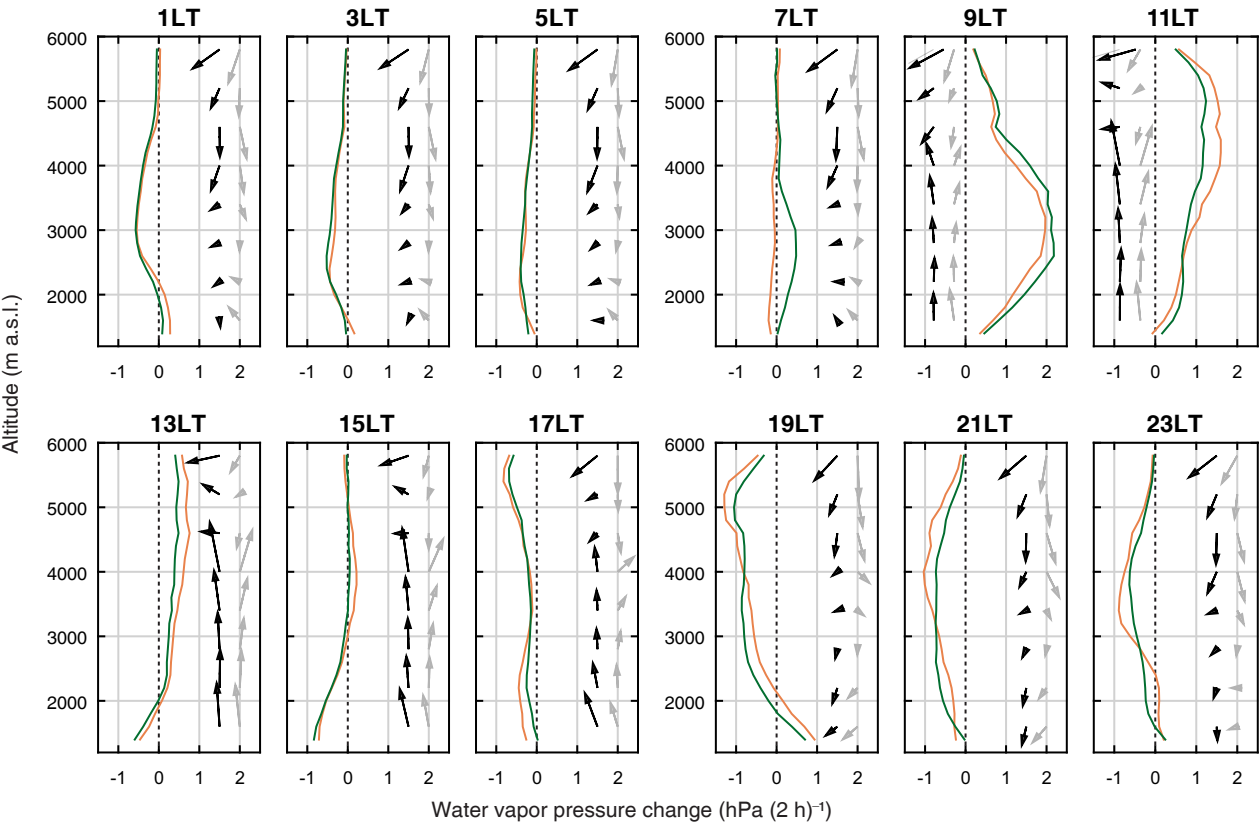 1LT 3LT 5LT 7LT 9LT 11LT
6000
5000
4000
3000
2000
-1 0 1 2 -1 0 1 2 -1 0 1 2 -1 0 1 2 -1 0 1 2 -1 0 1 2
Altitude (m a.s.l.)
13LT 15LT 17LT 19LT 21LT 23LT
6000
5000
4000
3000
2000
-1 0 1 2 -1 0 1 2 -1 0 1 2 -1 0 1 2 -1 0 1 2 -1 0 1 2
Water vapor pressure change (hPa (2 h)⁻¹)